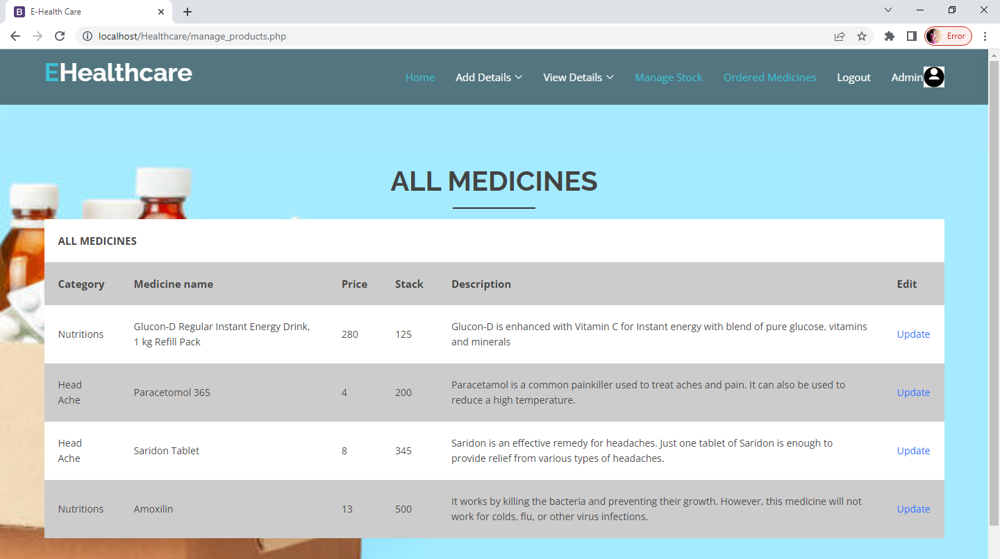 E-Health Care
localhost/Healthcare/manage_products.php
Error
EHealthcare
Home Add Details View Details Manage Stock Ordered Medicines Logout Admin
ALL MEDICINES
ALL MEDICINES
Category Medicine name Price Stack Description Edit
Nutritions Glucon-D Regular Instant Energy Drink, 1 kg Refill Pack 280 125 Glucon-D is enhanced with Vitamin C for Instant energy with blend of pure glucose, vitamins and minerals Update
Head Ache Paracetomol 365 4 200 Paracetamol is a common painkiller used to treat aches and pain. It can also be used to reduce a high temperature. Update
Head Ache Saridon Tablet 8 345 Saridon is an effective remedy for headaches. Just one tablet of Saridon is enough to provide relief from various types of headaches. Update
Nutritions Amoxilin 13 500 It works by killing the bacteria and preventing their growth. However, this medicine will not work for colds, flu, or other virus infections. Update